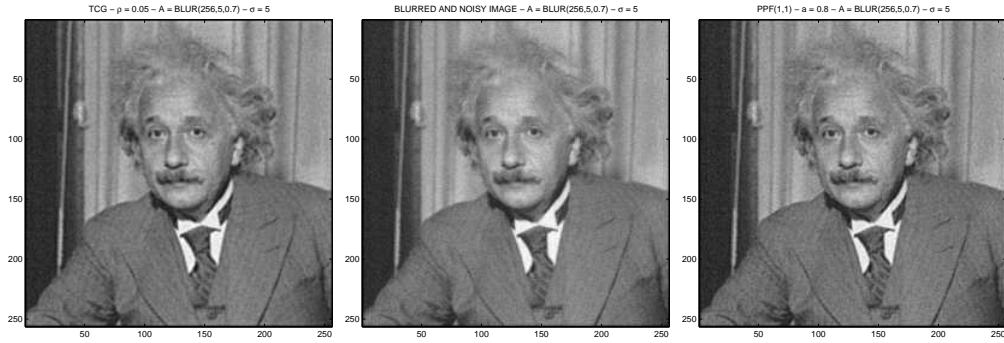 TCG − ρ = 0.05 − A = BLUR(256,5,0.7) − σ = 5
50
100
150
200
250
50 100 150 200 250
BLURRED AND NOISY IMAGE − A = BLUR(256,5,0.7) − σ = 5
50
100
150
200
250
50 100 150 200 250
PPF(1,1) − a = 0.8 − A = BLUR(256,5,0.7) − σ = 5
50
100
150
200
250
50 100 150 200 250